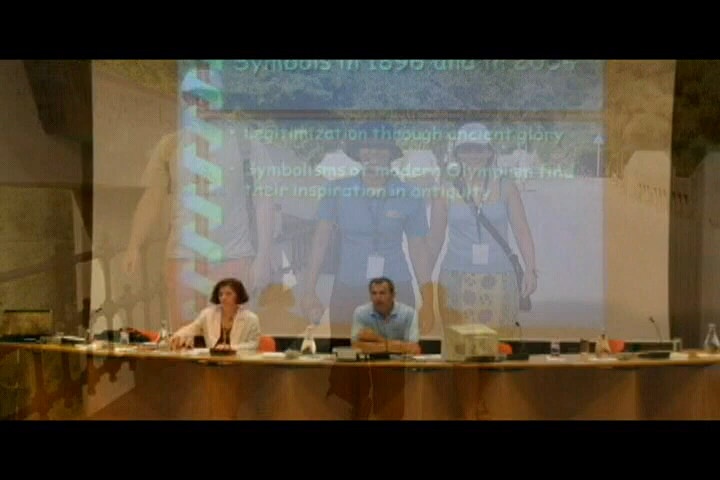 Symbols in 1896 and in 2004
• Legitimization through ancient glory
• Symbolisms of modern Olympism find
their inspiration in antiquity